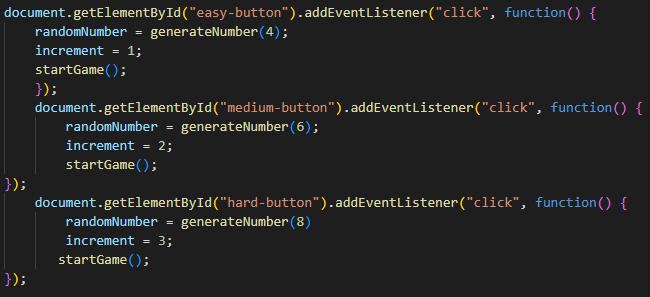 document.getElementById("easy-button").addEventListener("click", function() {
    randomNumber = generateNumber(4);
    increment = 1;
    startGame();
    });
    document.getElementById("medium-button").addEventListener("click", function() {
        randomNumber = generateNumber(6);
        increment = 2;
        startGame();
});
    document.getElementById("hard-button").addEventListener("click", function() {
        randomNumber = generateNumber(8)
        increment = 3;
       startGame();
});